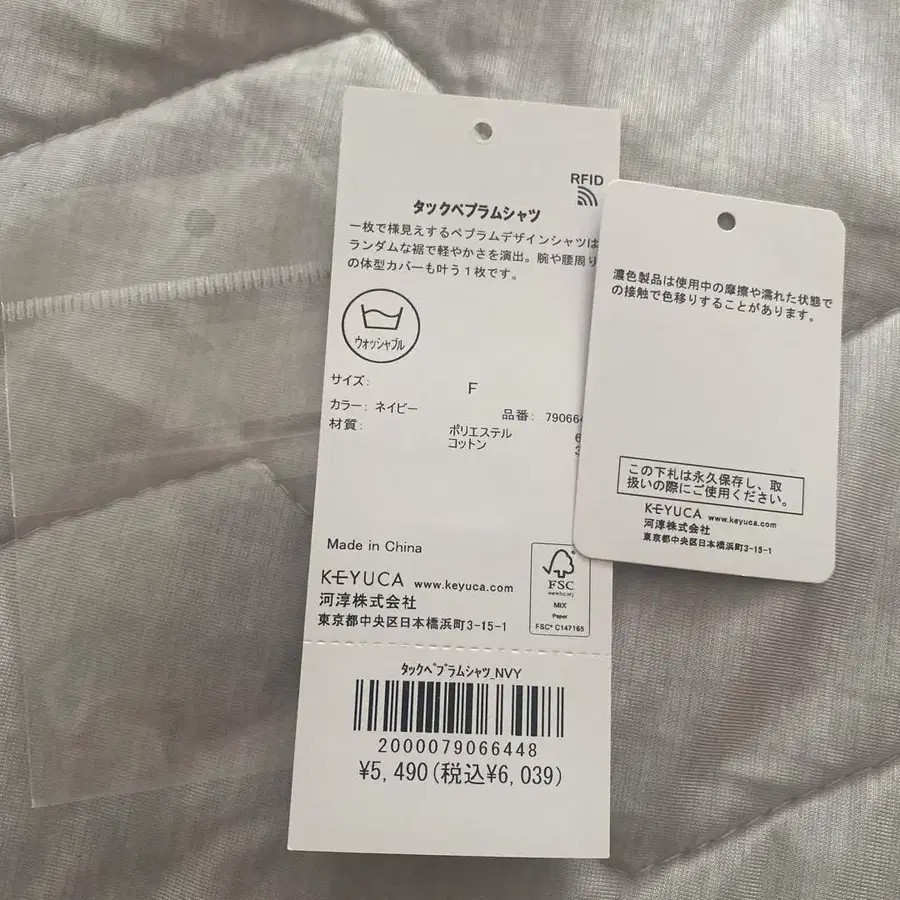 RFID
タックペプラムシャツ
一枚で様見えするペプラムデザインシャツは
ランダムな裾で軽やかさを演出。腕や腰周り
の体型カバーも叶う1枚です。
ウォッシャブル
サイズ: F
カラー: ネイビー 品番: 79066
材質: ポリエステル
コットン
Made in China
KEYUCA www.keyuca.com
河淳株式会社
東京都中央区日本橋浜町3-15-1
FSC
www.fsc.org
MIX
Paper
FSC® C147165
タックペプラムシャツ_NVY
2000079066448
¥5,490(税込¥6,039)
濃色製品は使用中の摩擦や濡れた状態で
の接触で色移りすることがあります。
この下札は永久保存し、取
扱いの際にご使用ください。
KEYUCA www.keyuca.com
河淳株式会社
東京都中央区日本橋浜町3-15-1